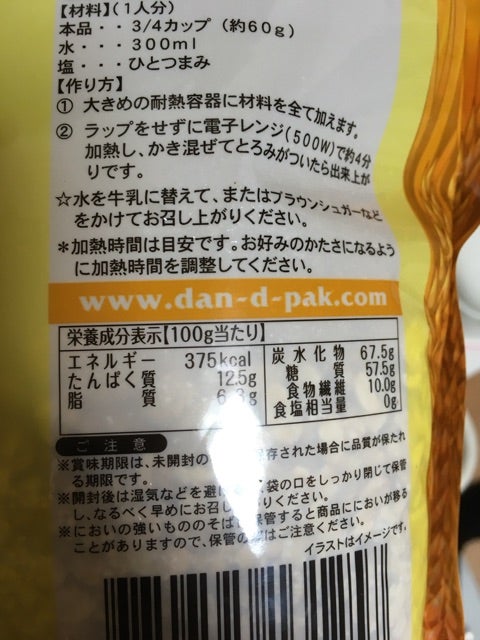 【材料】(1人分)
本品・・・3/4カップ (約60g)
水・・・300ml
塩・・・ひとつまみ
【作り方】
① 大きめの耐熱容器に材料を全て加えます。
② ラップをせずに電子レンジ(500W)で約4分
加熱し、かき混ぜてとろみがついたら出来上が
りです。
☆水を牛乳に替えて、またはブラウンシュガーなど
をかけてお召し上がりください。
*加熱時間は目安です。お好みのかたさになるよう
に加熱時間を調整してください。
www.dan-d-pak.com
栄養成分表示【100g当たり】
エネルギー 375kcal
たんぱく質 12.5g
脂質
炭水化物 67.5g
糖質 57.5g
食物繊維 10.0g
食塩相当量 0g
ご注意
※賞味期限は、未開封の 保存された場合に品質が保たれ
る期限です。
※開封後は湿気などを避 、袋の口をしっかり閉じて保管
し、なるべく早めにお召し りください。
※においの強いもののそば 保管すると商品ににおいが移る
ことがありますので、保管の はご注意ください。
イラストはイメージです。